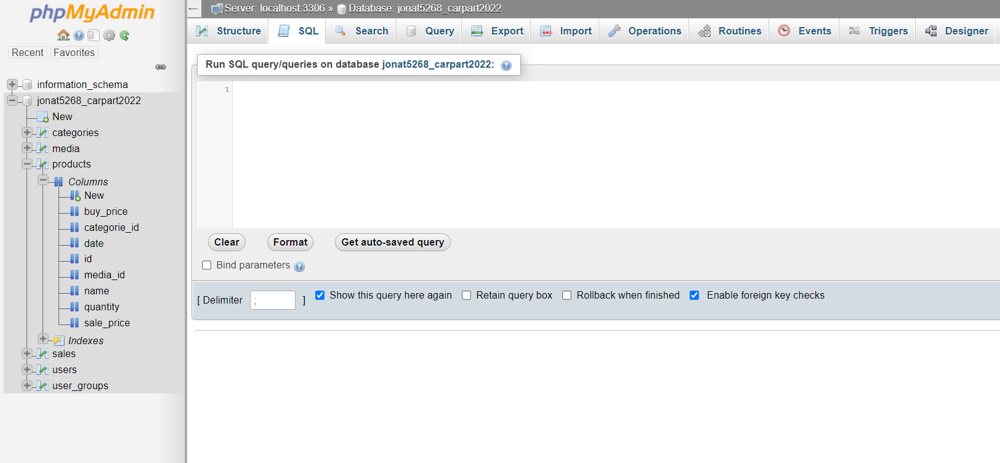 phpMyAdmin
Recent Favorites
information_schema
jonat5268_carpart2022
New
categories
media
products
Columns
New
buy_price
categorie_id
date
id
media_id
name
quantity
sale_price
Indexes
sales
users
user_groups
← Server: localhost:3306 » Database: jonat5268_carpart2022
Structure SQL Search Query Export Import Operations Routines Events Triggers Designer
Run SQL query/queries on database jonat5268_carpart2022:
1
Clear Format Get auto-saved query
Bind parameters
[ Delimiter ; ] Show this query here again Retain query box Rollback when finished Enable foreign key checks